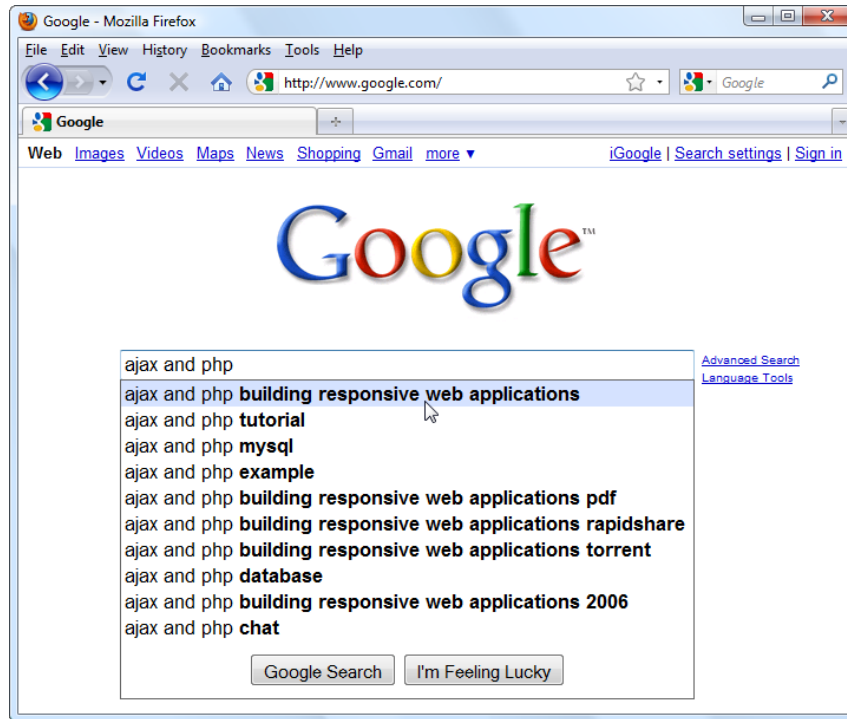 Google - Mozilla Firefox
File Edit View History Bookmarks Tools Help
http://www.google.com/ Google
Google
Web Images Videos Maps News Shopping Gmail more ▼ iGoogle | Search settings | Sign in
Google™
ajax and php
Advanced Search
Language Tools
ajax and php building responsive web applications
ajax and php tutorial
ajax and php mysql
ajax and php example
ajax and php building responsive web applications pdf
ajax and php building responsive web applications rapidshare
ajax and php building responsive web applications torrent
ajax and php database
ajax and php building responsive web applications 2006
ajax and php chat
Google Search I'm Feeling Lucky